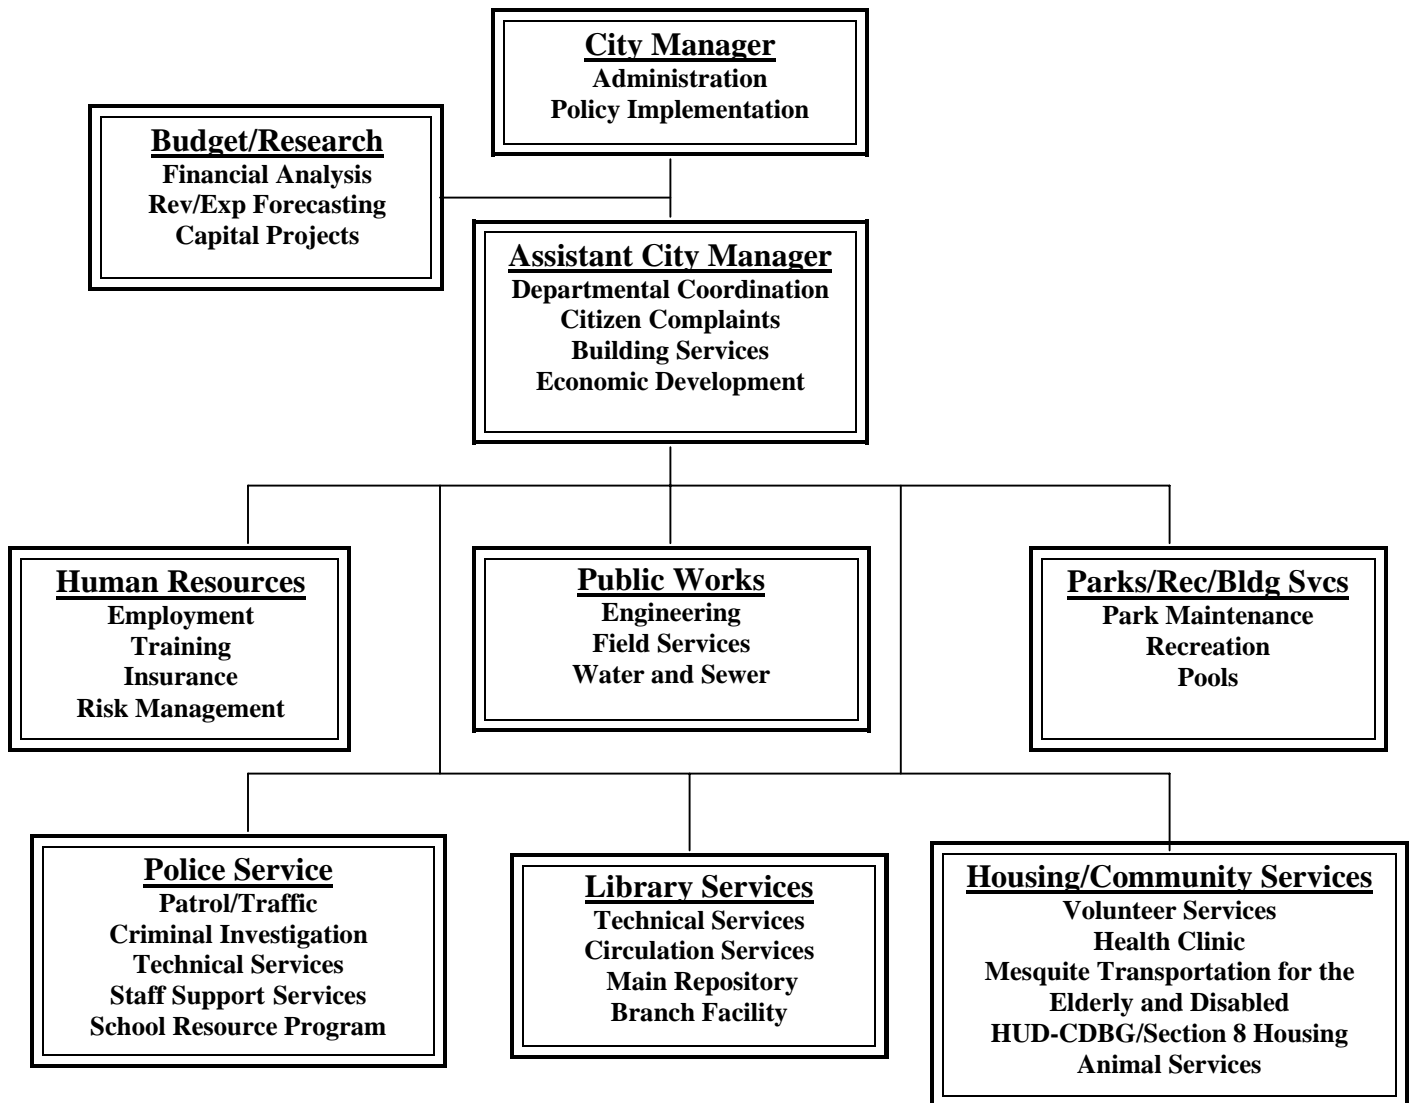 City Manager
Administration
Policy Implementation
Budget/Research
Financial Analysis
Rev/Exp Forecasting
Capital Projects
Assistant City Manager
Departmental Coordination
Citizen Complaints
Building Services
Economic Development
Human Resources
Employment
Training
Insurance
Risk Management
Public Works
Engineering
Field Services
Water and Sewer
Parks/Rec/Bldg Svcs
Park Maintenance
Recreation
Pools
Police Service
Patrol/Traffic
Criminal Investigation
Technical Services
Staff Support Services
School Resource Program
Library Services
Technical Services
Circulation Services
Main Repository
Branch Facility
Housing/Community Services
Volunteer Services
Health Clinic
Mesquite Transportation for the
Elderly and Disabled
HUD-CDBG/Section 8 Housing
Animal Services